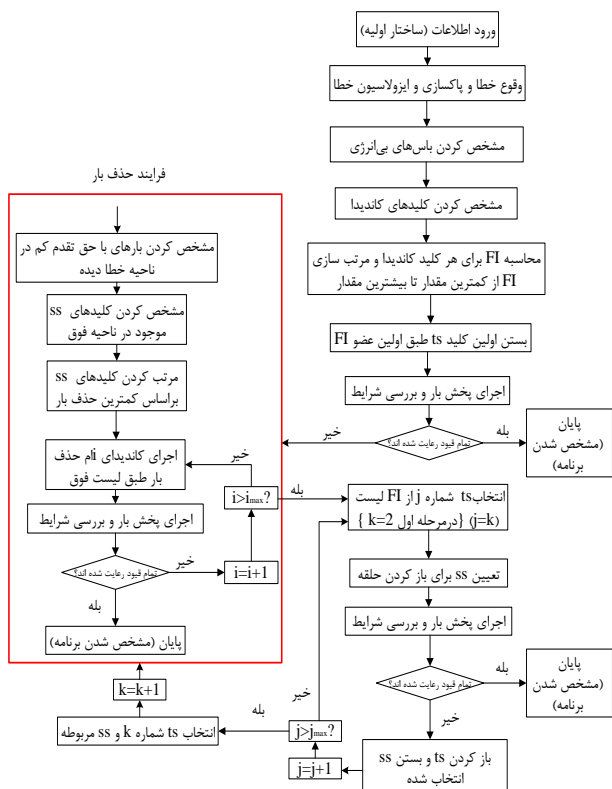 ورود اطلاعات (ساختار اولیه)
وقوع خطا و پاکسازی و ایزولاسیون خطا
مشخص کردن باس‌های بی‌انرژی
مشخص کردن کلیدهای کاندیدا
محاسبه FI برای هر کلید کاندیدا و مرتب سازی
FI از کمترین مقدار تا بیشترین مقدار
بستن اولین کلید ts طبق اولین عضو FI
اجرای پخش بار و بررسی شرایط
تمام قیود رعایت شده اند؟
بله
پایان
(مشخص شدن
برنامه)
خیر
فرایند حذف بار
مشخص کردن بارهای با حق تقدم کم در
ناحیه خطا دیده
مشخص کردن کلیدهای ss
موجود در ناحیه فوق
مرتب کردن کلیدهای ss
براساس کمترین حذف بار
اجرای کاندیدای iام حذف
بار طبق لیست فوق
اجرای پخش بار و بررسی شرایط
تمام قیود رعایت شده اند؟
خیر
بله
i=i+1
i>imax?
خیر
بله
پایان (مشخص شدن برنامه)
انتخاب ts شماره j از FI لیست
(j=k) {درمرحله اول k=2 }
تعیین ss برای باز کردن حلقه
اجرای پخش بار و بررسی شرایط
تمام قیود رعایت شده اند؟
بله
پایان
(مشخص شدن
برنامه)
خیر
باز کردن ts و بستن ss
انتخاب شده
j=j+1
j>jmax?
خیر
بله
انتخاب ts شماره k و ss مربوطه
k=k+1